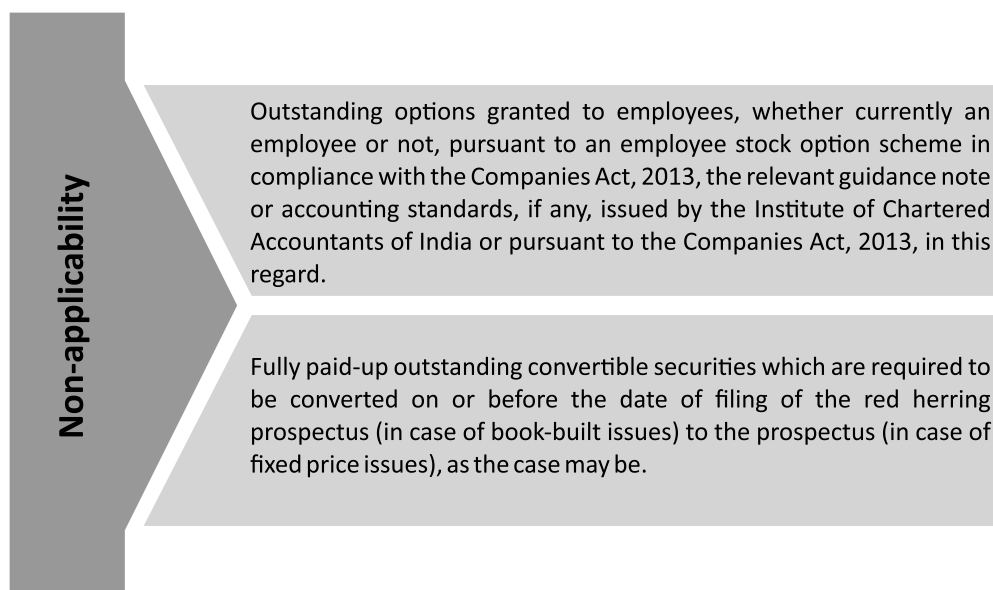 Non-applicability
Outstanding options granted to employees, whether currently an
employee or not, pursuant to an employee stock option scheme in
compliance with the Companies Act, 2013, the relevant guidance note
or accounting standards, if any, issued by the Institute of Chartered
Accountants of India or pursuant to the Companies Act, 2013, in this
regard.
Fully paid-up outstanding convertible securities which are required to
be converted on or before the date of filing of the red herring
prospectus (in case of book-built issues) to the prospectus (in case of
fixed price issues), as the case may be.